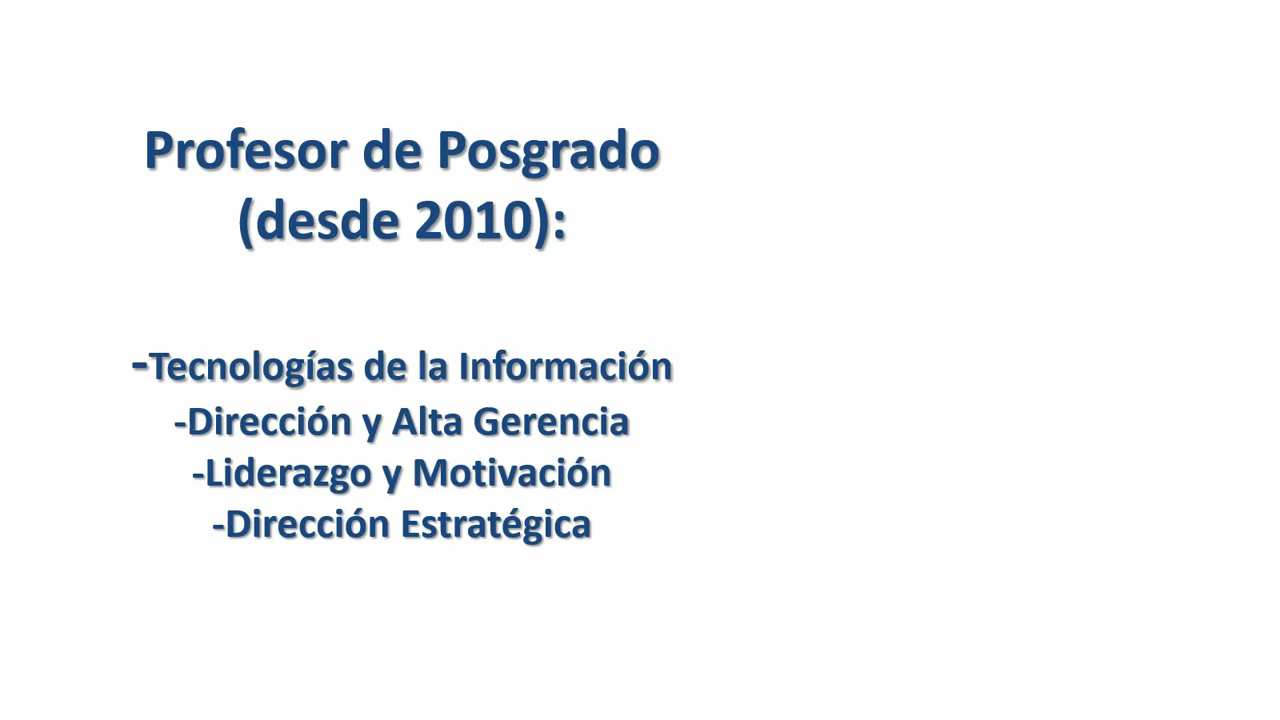 Profesor de Posgrado
(desde 2010):
-Tecnologías de la Información
-Dirección y Alta Gerencia
-Liderazgo y Motivación
-Dirección Estratégica